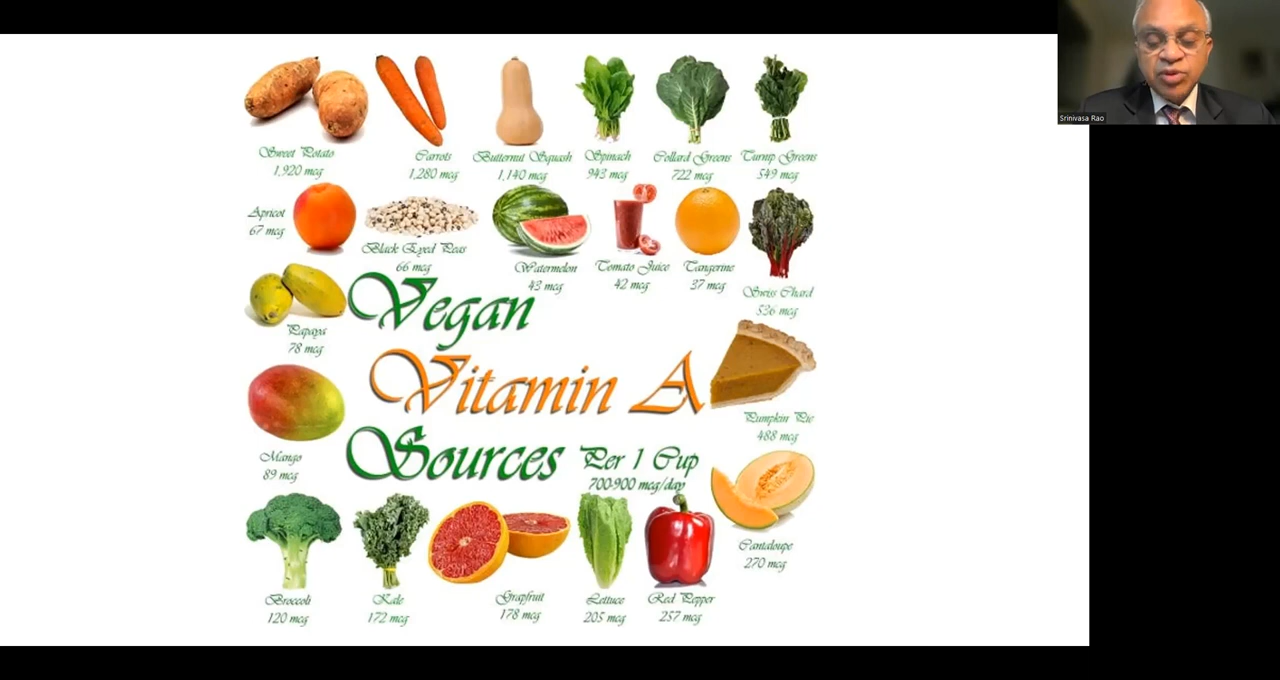 Srinivasa Rao
Sweet Potato
1,920 mcg
Carrots
1,280 mcg
Butternut Squash
1,140 mcg
Spinach
943 mcg
Collard Greens
722 mcg
Turnip Greens
549 mcg
Apricot
67 mcg
Black Eyed Peas
66 mcg
Watermelon
43 mcg
Tomato Juice
42 mcg
Tangerine
37 mcg
Swiss Chard
536 mcg
Papaya
78 mcg
Vegan
Vitamin A
Sources
Per 1 Cup
700-900 mcg/day
Pumpkin Pie
488 mcg
Mango
89 mcg
Cantaloupe
270 mcg
Broccoli
120 mcg
Kale
172 mcg
Grapfruit
178 mcg
Lettuce
205 mcg
Red Pepper
257 mcg